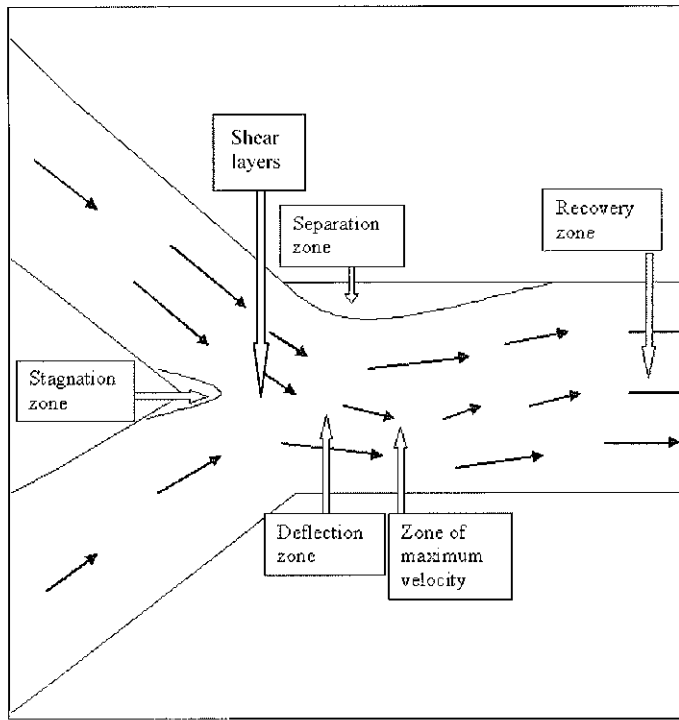 Shear
layers
Separation
zone
Recovery
zone
Stagnation
zone
Deflection
zone
Zone of
maximum
velocity